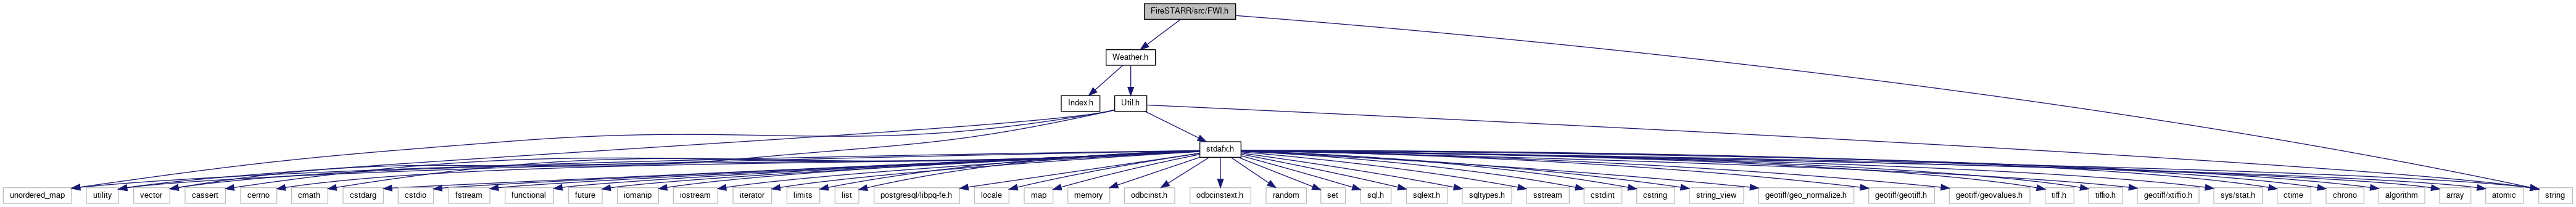 FireSTARR/src/FWI.h
Weather.h
Index.h
Util.h
stdafx.h
unordered_map
utility
vector
cassert
cerrno
cmath
cstdarg
cstdio
fstream
functional
future
iomanip
iostream
iterator
limits
list
postgresql/libpq-fe.h
locale
map
memory
odbcinst.h
odbcinstext.h
random
set
sql.h
sqlext.h
sqltypes.h
sstream
cstdint
cstring
string_view
geotiff/geo_normalize.h
geotiff/geotiff.h
geotiff/geovalues.h
tiff.h
tiffio.h
geotiff/xtiffio.h
sys/stat.h
ctime
chrono
algorithm
array
atomic
string